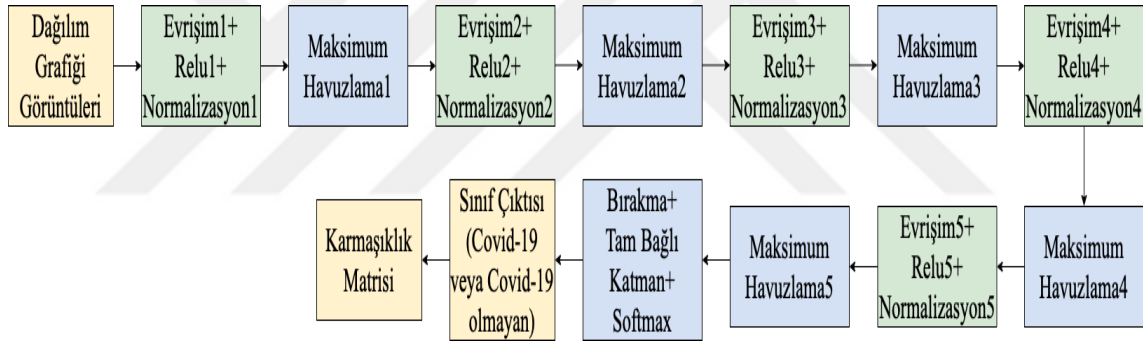 Dağılım
Grafiği
Görüntüleri
Evrişim1+
Relu1+
Normalizasyon1
Maksimum
Havuzlama1
Evrişim2+
Relu2+
Normalizasyon2
Maksimum
Havuzlama2
Evrişim3+
Relu3+
Normalizasyon3
Maksimum
Havuzlama3
Evrişim4+
Relu4+
Normalizasyon4
Maksimum
Havuzlama4
Evrişim5+
Relu5+
Normalizasyon5
Maksimum
Havuzlama5
Bırakma+
Tam Bağlı
Katman+
Softmax
Sınıf Çıktısı
(Covid-19
veya Covid-19
olmayan)
Karmaşıklık
Matrisi